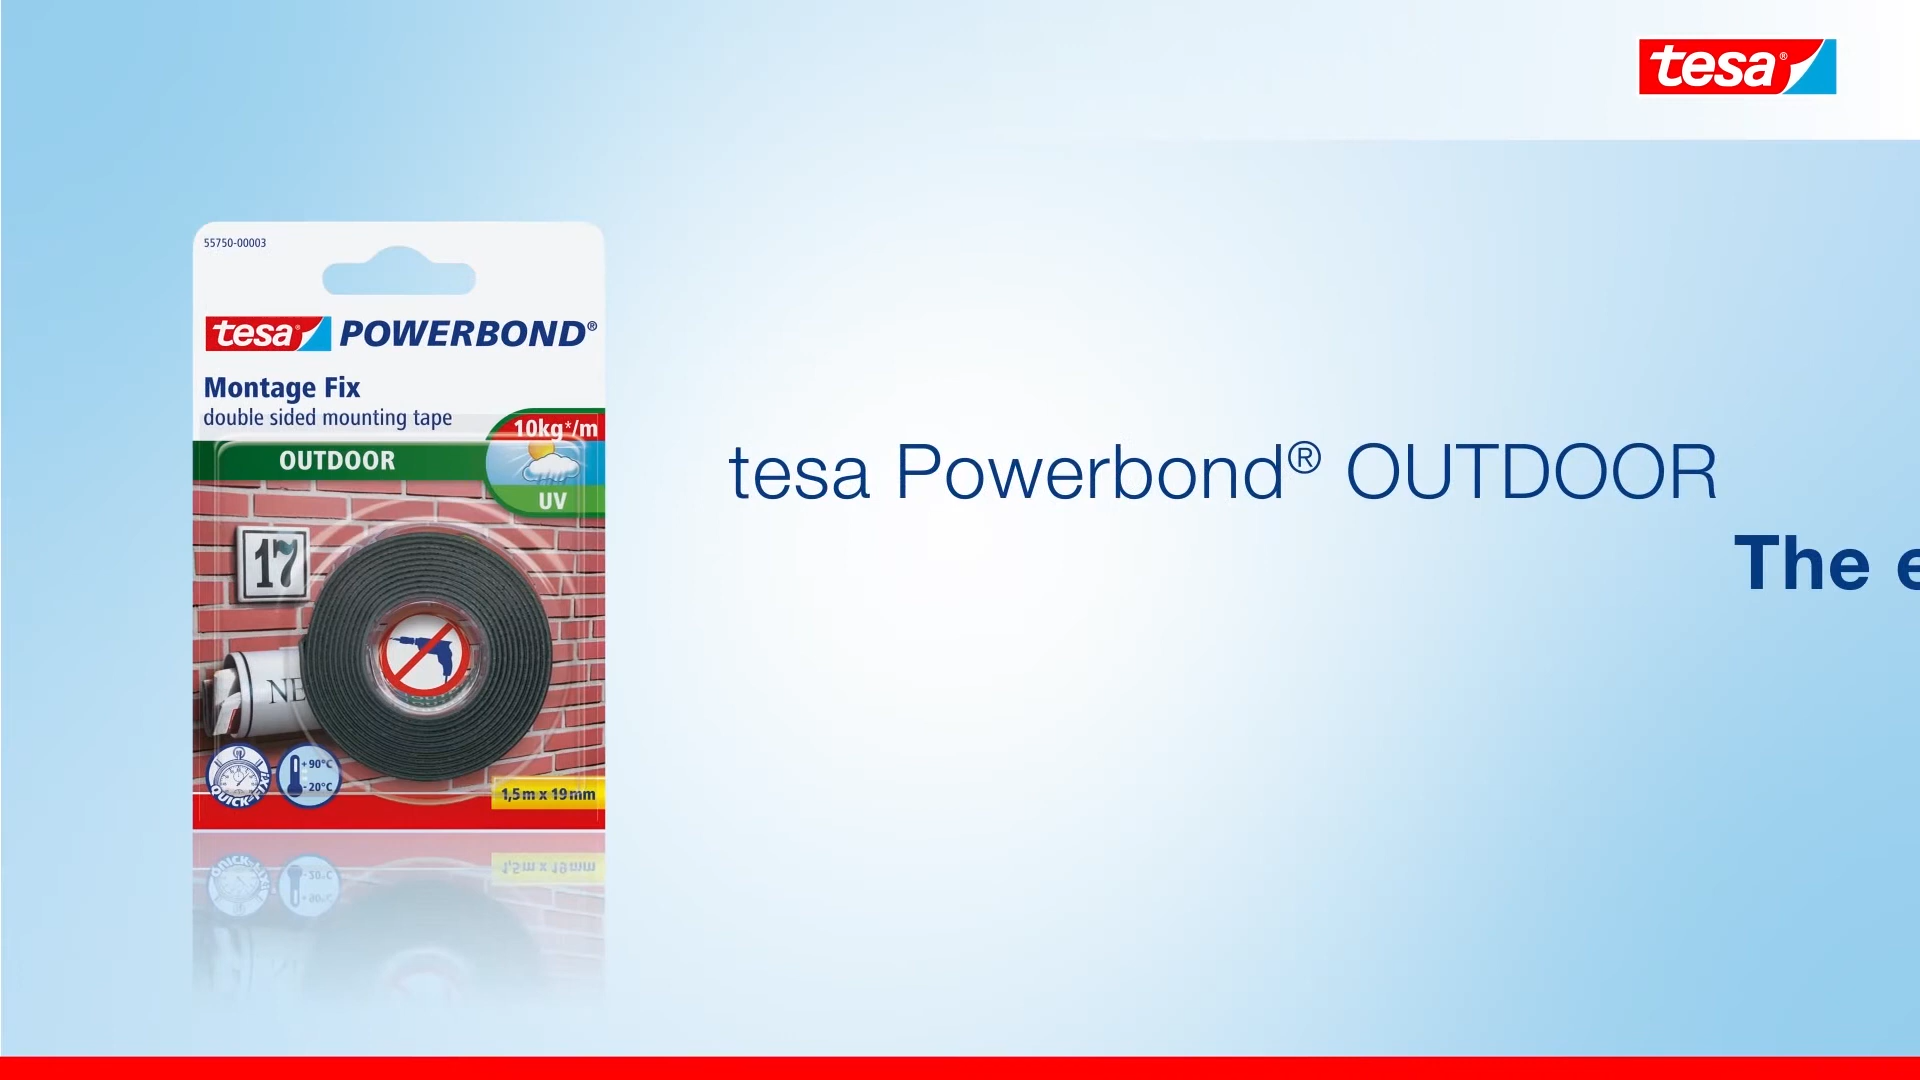 tesa®
55750-00003
tesa® POWERBOND®
Montage Fix
double sided mounting tape
10kg*/m
OUTDOOR
UV
17
NE
+90°C
-20°C
QUICK-FIX
1,5m x 19mm
tesa Powerbond® OUTDOOR
The e